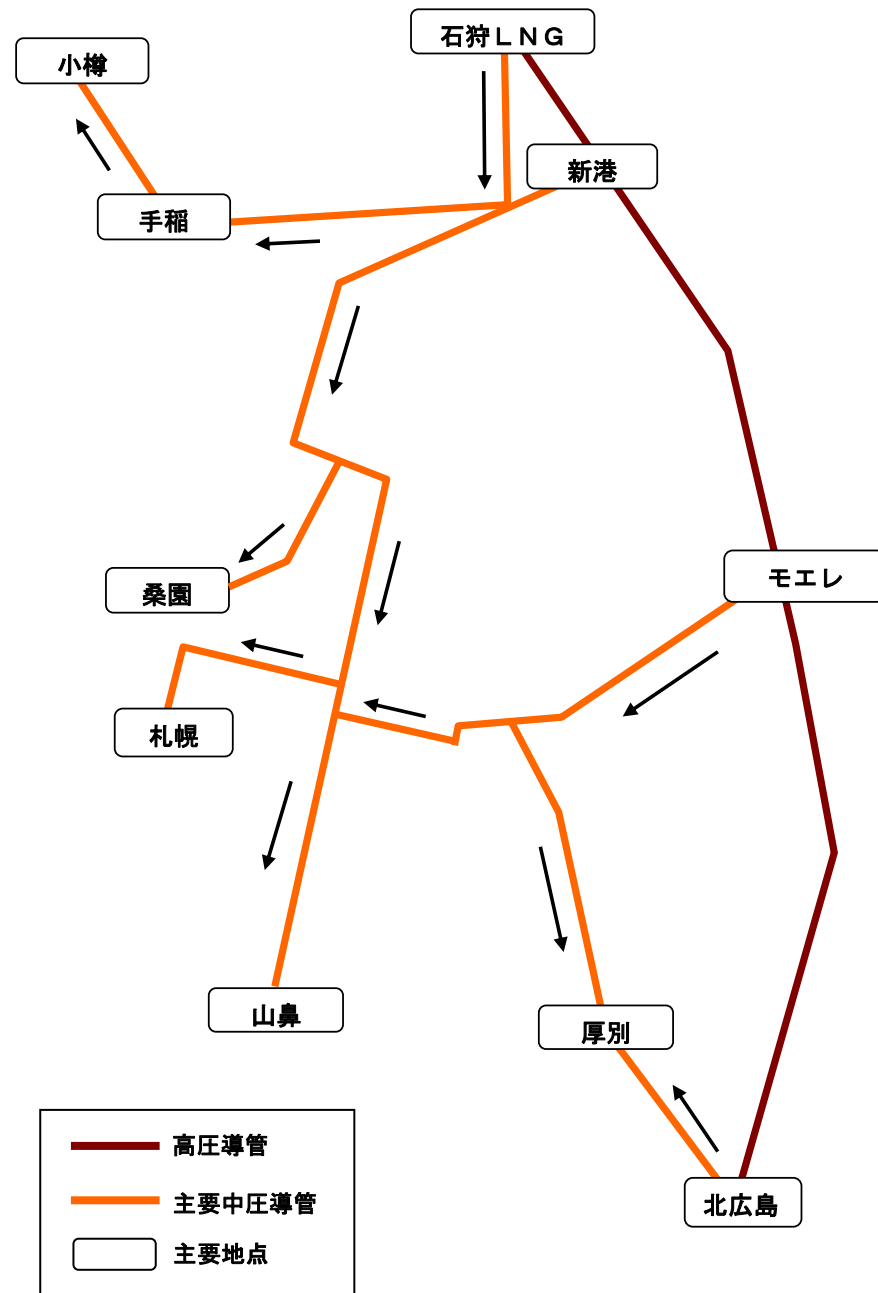 石狩ＬＮＧ
小樽
新港
手稲
モエレ
桑園
札幌
山鼻
厚別
北広島
高圧導管
主要中圧導管
主要地点